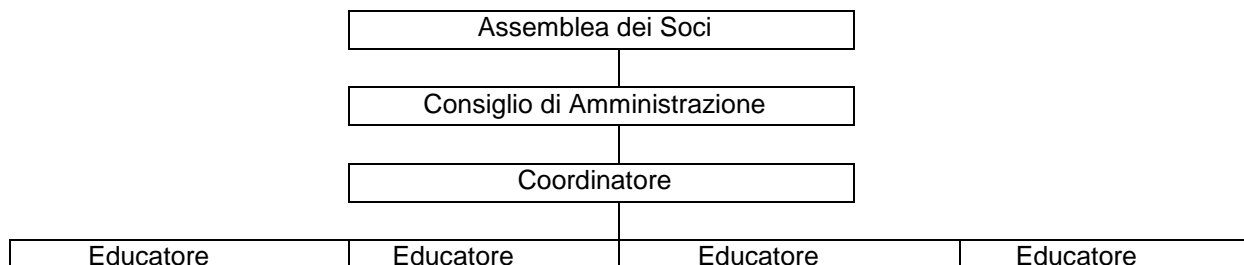 Assemblea dei Soci
Consiglio di Amministrazione
Coordinatore
Educatore Educatore Educatore Educatore